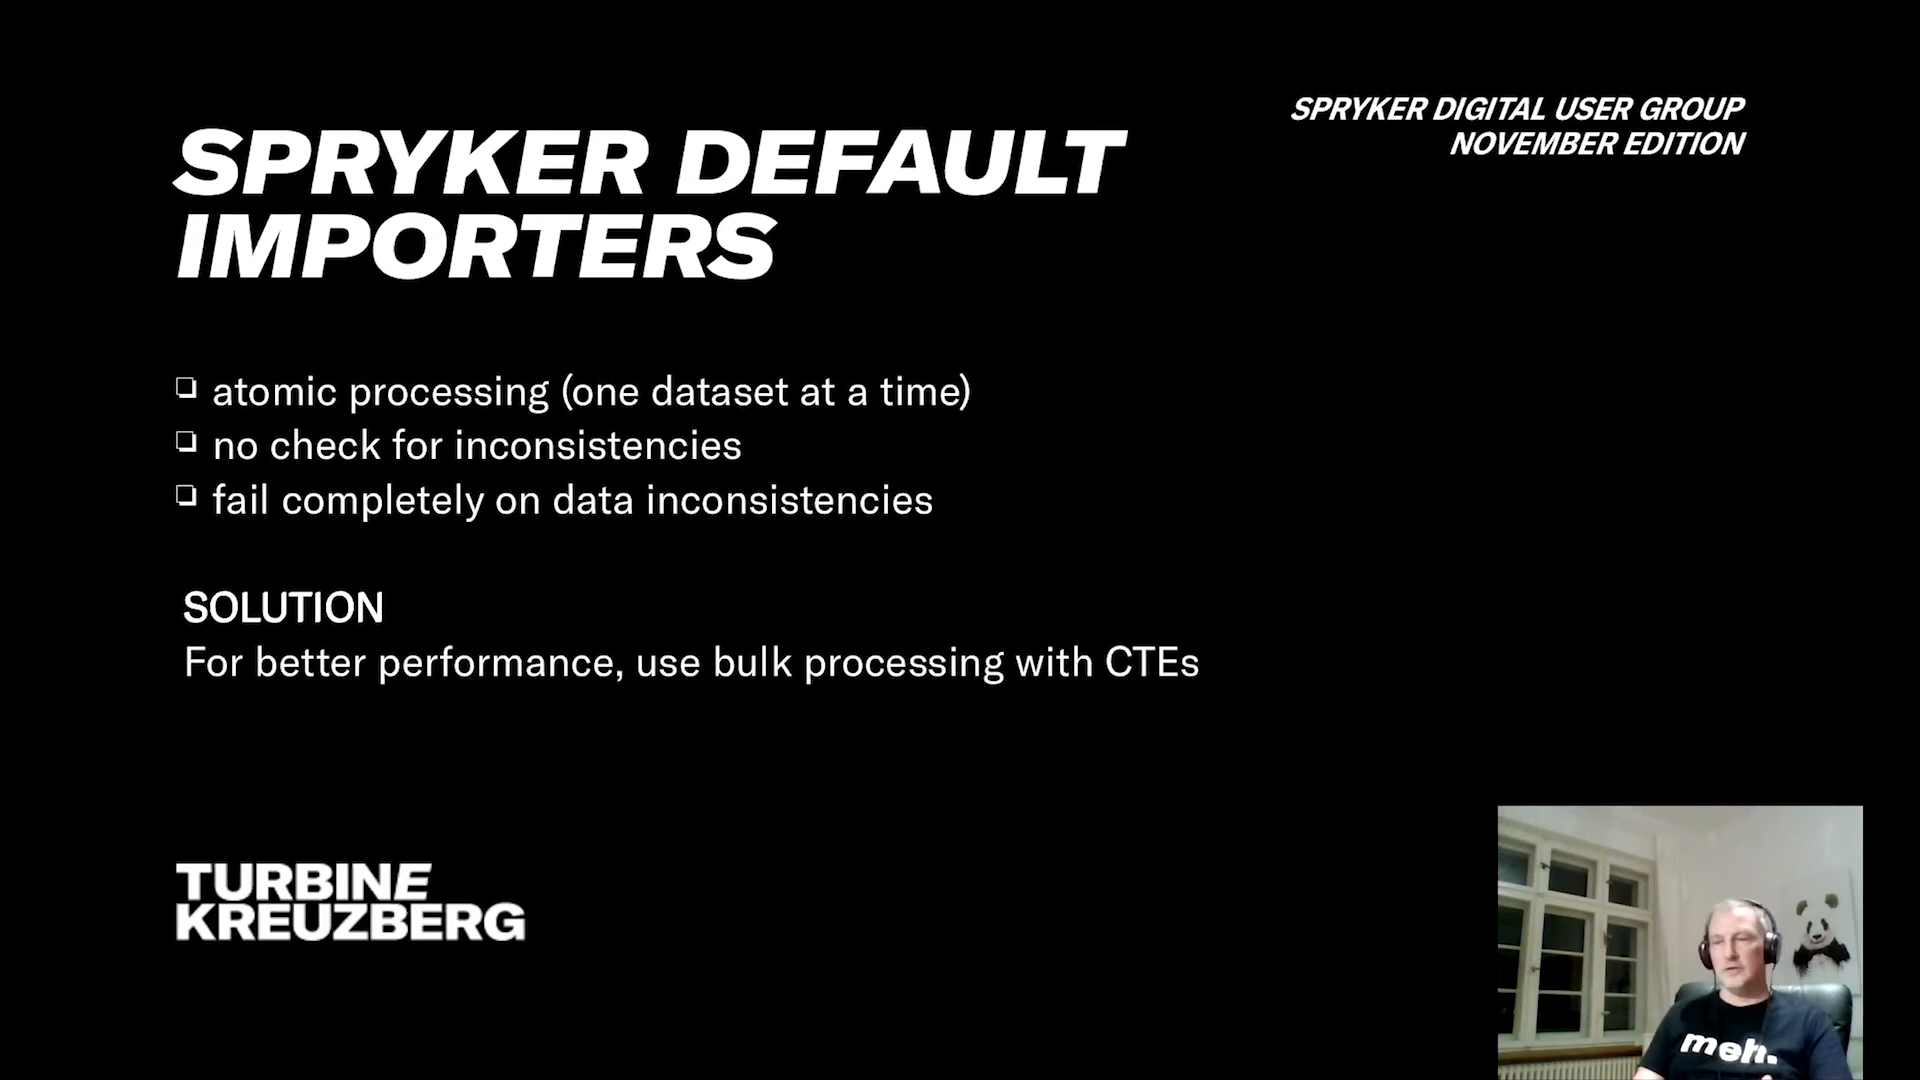 SPRYKER DIGITAL USER GROUP
NOVEMBER EDITION
SPRYKER DEFAULT
IMPORTERS
❏ atomic processing (one dataset at a time)
❏ no check for inconsistencies
❏ fail completely on data inconsistencies
SOLUTION
For better performance, use bulk processing with CTEs
TURBINE
KREUZBERG
meh.